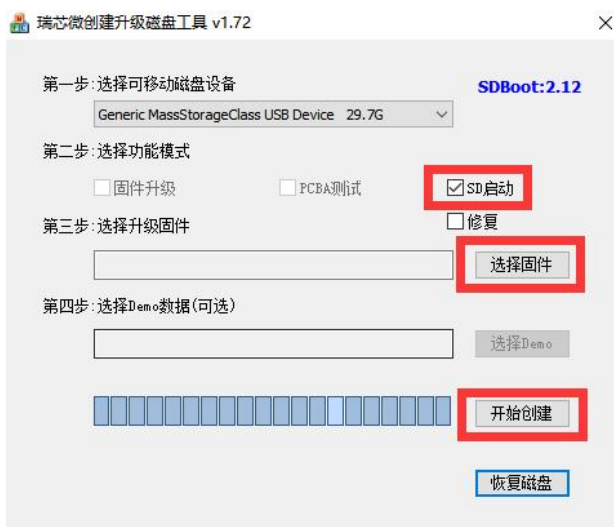 瑞芯微创建升级磁盘工具 v1.72
第一步:选择可移动磁盘设备
SDBoot:2.12
Generic MassStorageClass USB Device 29.7G
第二步:选择功能模式
固件升级 PCBA测试 SD启动
第三步:选择升级固件 修复
选择固件
第四步:选择Demo数据(可选)
选择Demo
开始创建
恢复磁盘